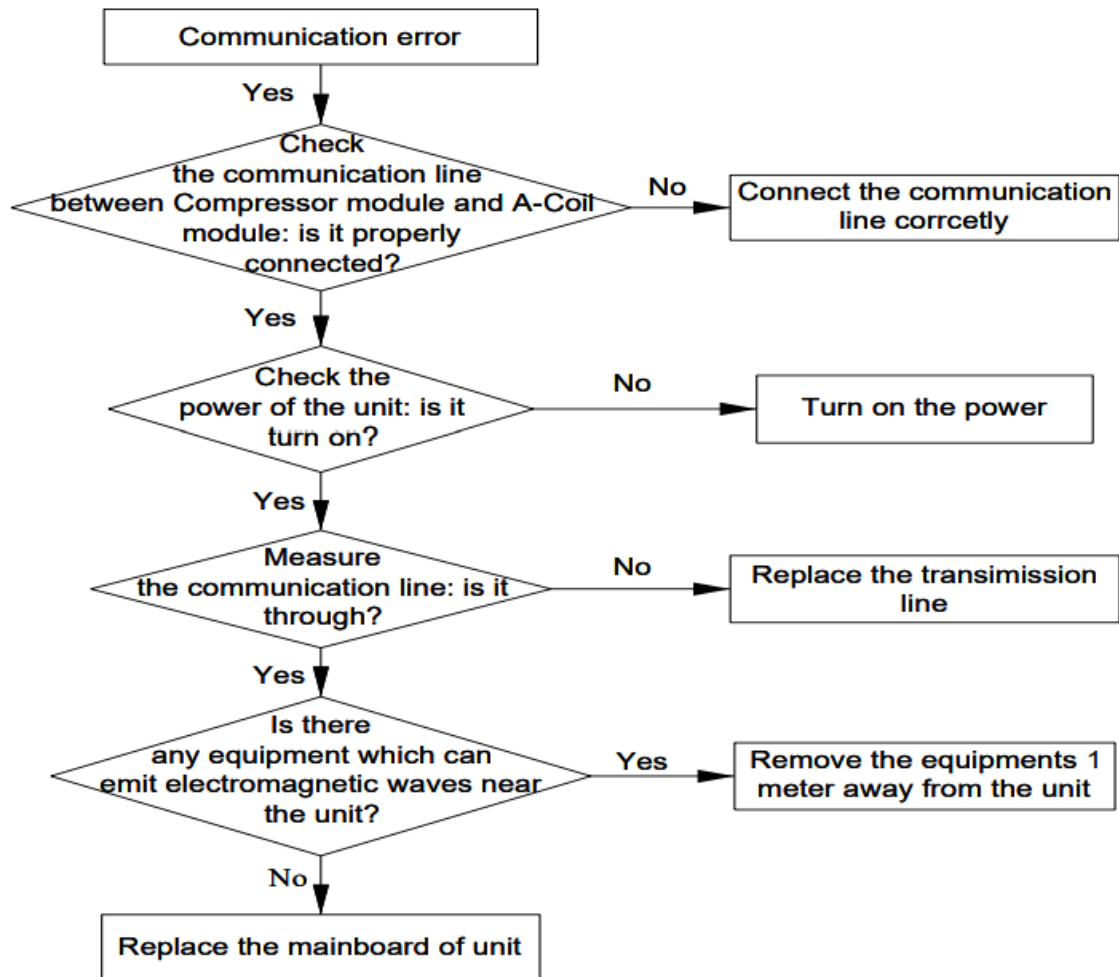 Communication error
Yes
Check
the communication line
between Compressor module and A-Coil
module: is it properly
connected?
No
Connect the communication
line corrcetly
Yes
Check the
power of the unit: is it
turn on?
No
Turn on the power
Yes
Measure
the communication line: is it
through?
No
Replace the transimission
line
Yes
Is there
any equipment which can
emit electromagnetic waves near
the unit?
Yes
Remove the equipments 1
meter away from the unit
No
Replace the mainboard of unit